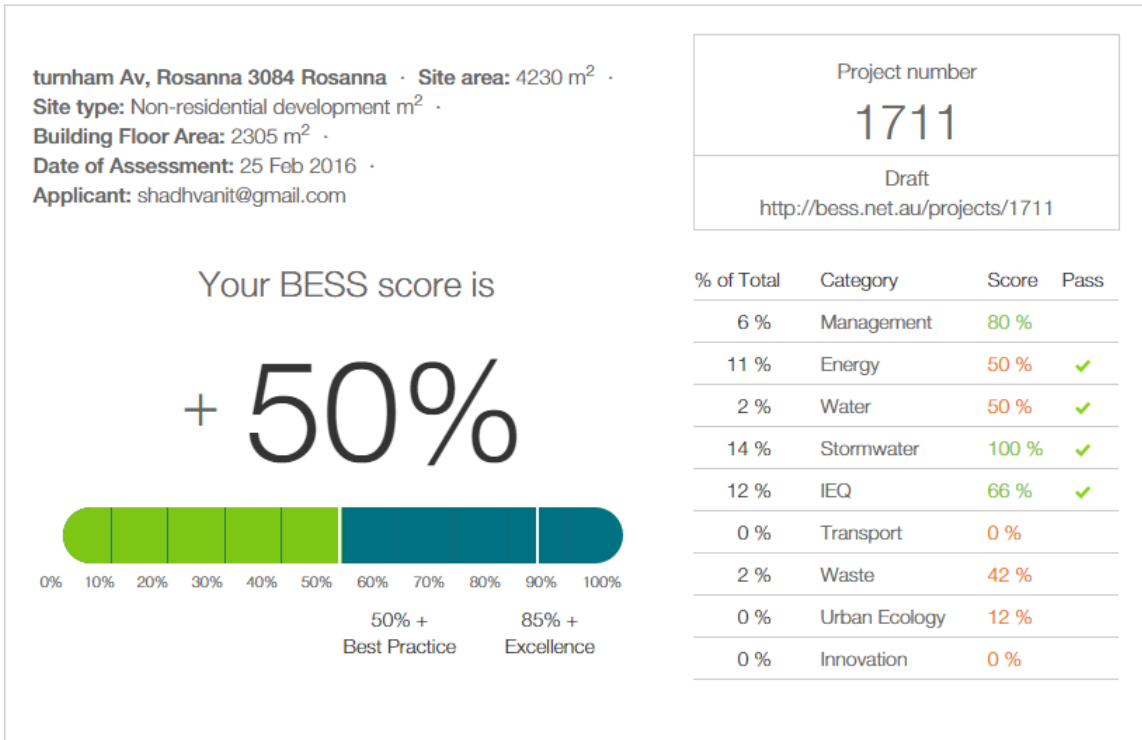 turnham Av, Rosanna 3084 Rosanna · Site area: 4230 m² ·
Site type: Non-residential development m² ·
Building Floor Area: 2305 m² ·
Date of Assessment: 25 Feb 2016 ·
Applicant: shadhvanit@gmail.com
Project number
1711
Draft
http://bess.net.au/projects/1711
Your BESS score is
+ 50%
0% 10% 20% 30% 40% 50% 60% 70% 80% 90% 100%
50% + 85% +
Best Practice Excellence
% of Total Category Score Pass
6 % Management 80 %
11 % Energy 50 % ✓
2 % Water 50 % ✓
14 % Stormwater 100 % ✓
12 % IEQ 66 % ✓
0 % Transport 0 %
2 % Waste 42 %
0 % Urban Ecology 12 %
0 % Innovation 0 %